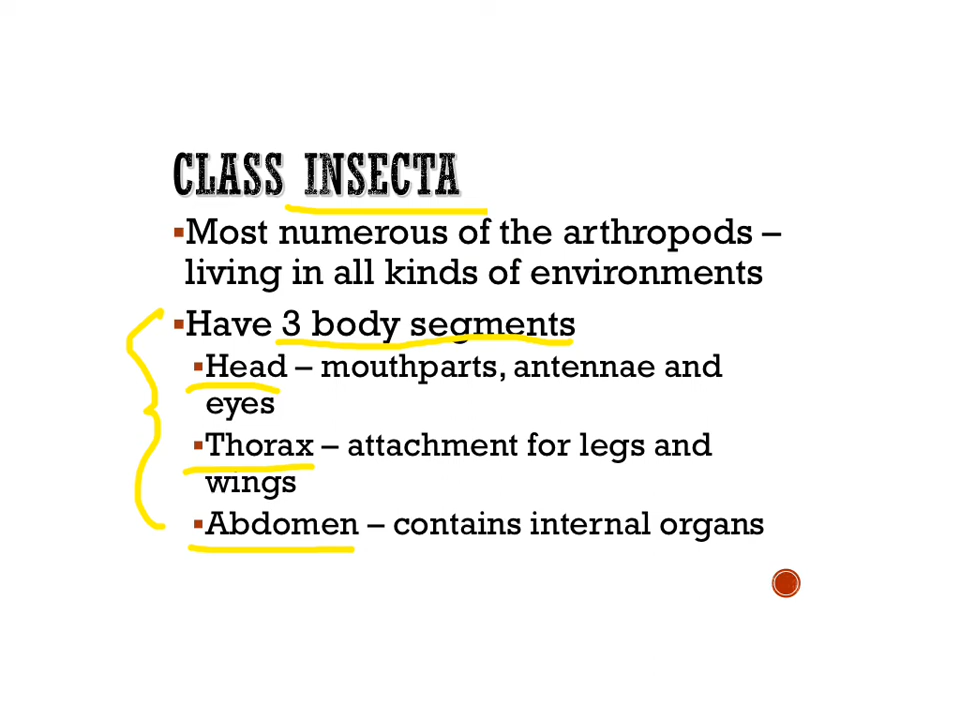 CLASS INSECTA
▪Most numerous of the arthropods –
living in all kinds of environments
▪Have 3 body segments
▪Head – mouthparts, antennae and
eyes
▪Thorax – attachment for legs and
wings
▪Abdomen – contains internal organs